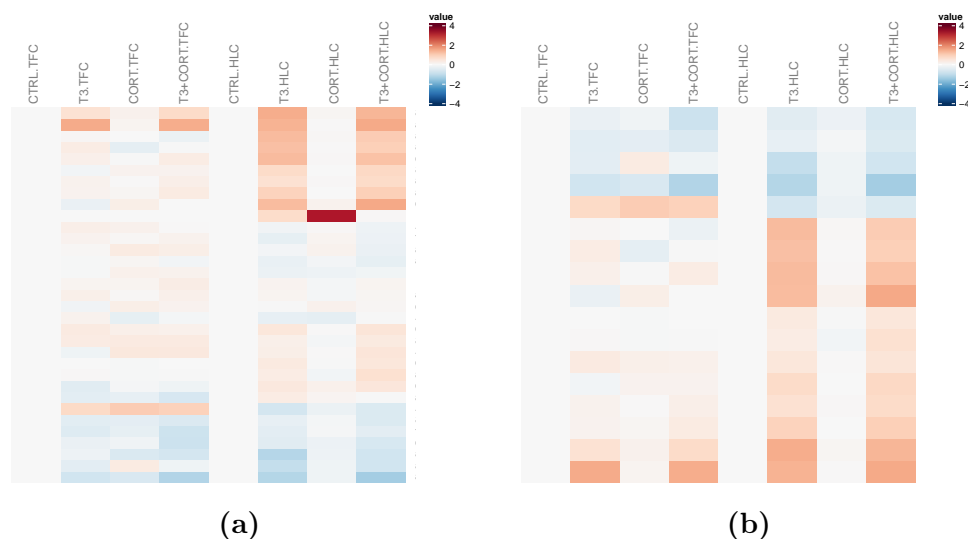 CTRL.TFC
T3.TFC
CORT.TFC
T3+CORT.TFC
CTRL.HLC
T3.HLC
CORT.HLC
T3+CORT.HLC
value
4
2
0
−2
−4
CTRL.TFC
T3.TFC
CORT.TFC
T3+CORT.TFC
CTRL.HLC
T3.HLC
CORT.HLC
T3+CORT.HLC
value
4
2
0
−2
−4
(a)
(b)